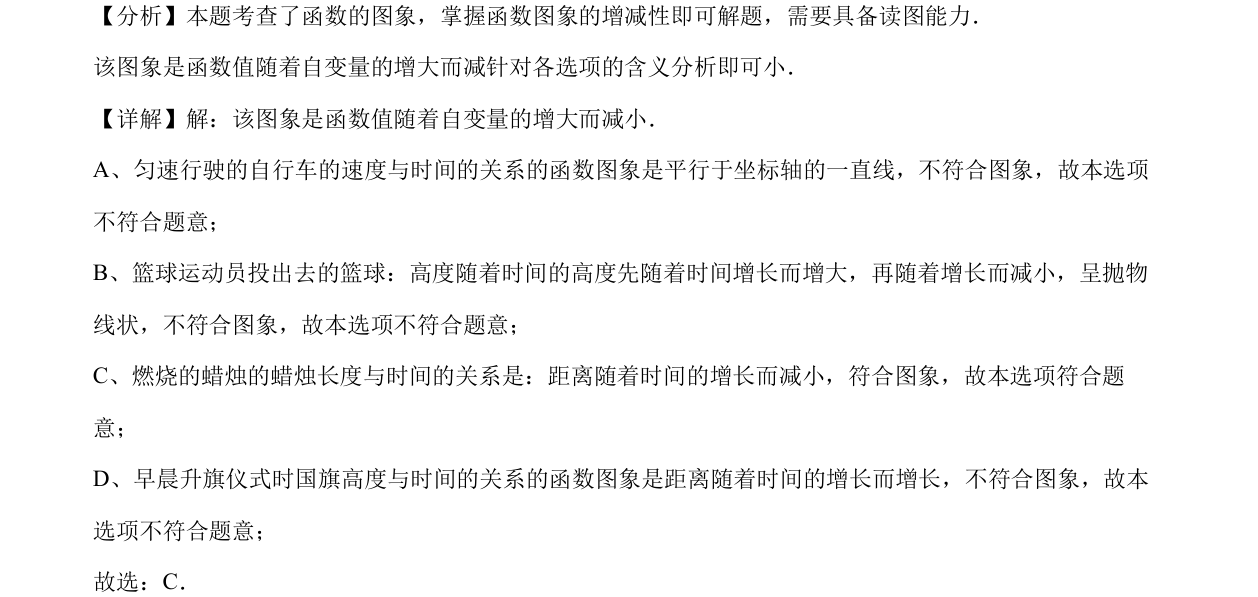 【分析】本题考查了函数的图象，掌握函数图象的增减性即可解题，需要具备读图能力．
该图象是函数值随着自变量的增大而减针对各选项的含义分析即可小．
【详解】解：该图象是函数值随着自变量的增大而减小．
A、匀速行驶的自行车的速度与时间的关系的函数图象是平行于坐标轴的一直线，不符合图象，故本选项
不符合题意；
B、篮球运动员投出去的篮球：高度随着时间的高度先随着时间增长而增大，再随着增长而减小，呈抛物
线状，不符合图象，故本选项不符合题意；
C、燃烧的蜡烛的蜡烛长度与时间的关系是：距离随着时间的增长而减小，符合图象，故本选项符合题
意；
D、早晨升旗仪式时国旗高度与时间的关系的函数图象是距离随着时间的增长而增长，不符合图象，故本
选项不符合题意；
故选：C．